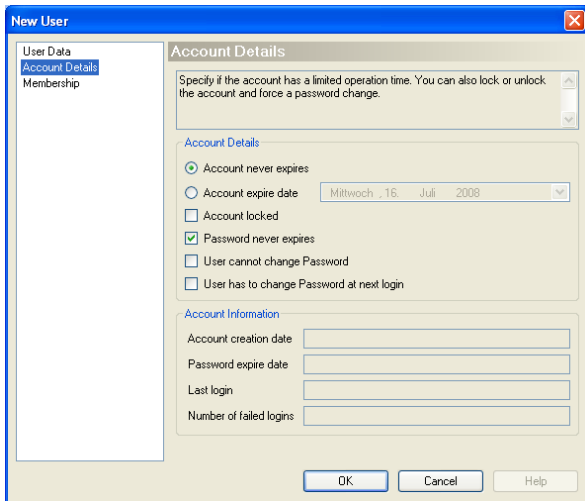 New User
User Data
Account Details
Membership
Account Details
Specify if the account has a limited operation time. You can also lock or unlock
the account and force a password change.
Account Details
Account never expires
Account expire date
Mittwoch , 16. Juli 2008
Account locked
Password never expires
User cannot change Password
User has to change Password at next login
Account Information
Account creation date
Password expire date
Last login
Number of failed logins
OK
Cancel
Help